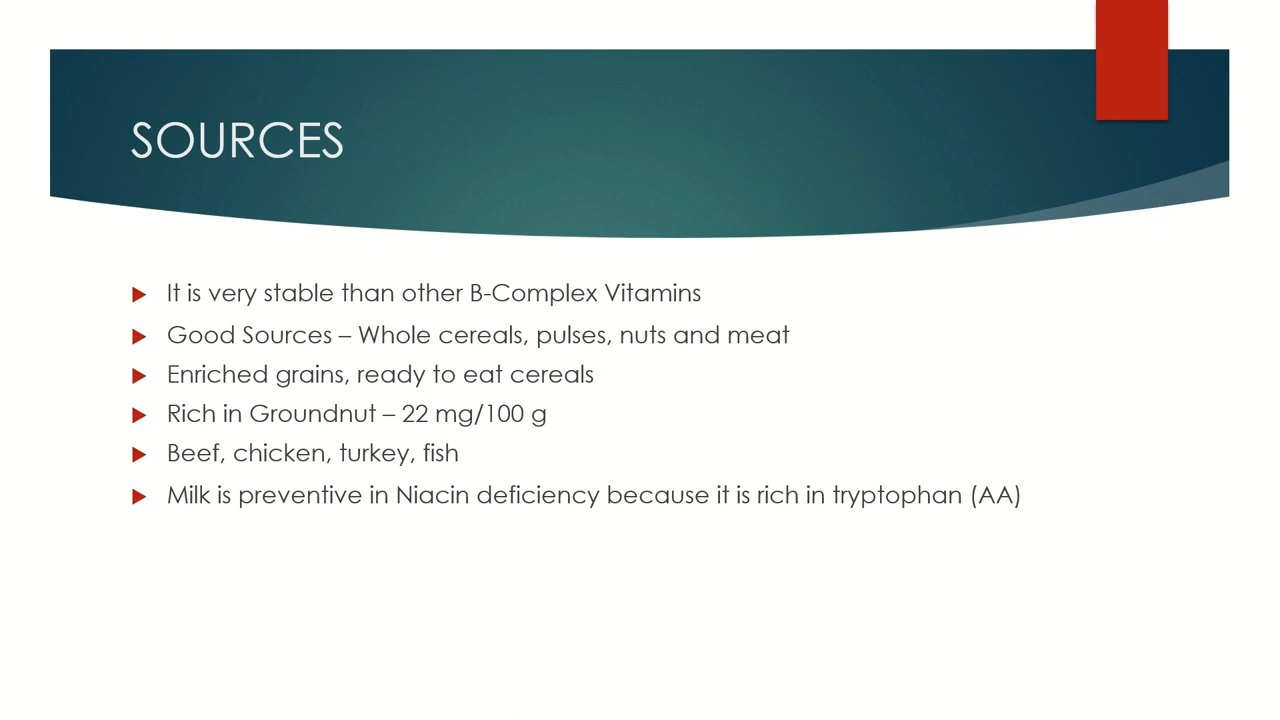 SOURCES
It is very stable than other B-Complex Vitamins
Good Sources – Whole cereals, pulses, nuts and meat
Enriched grains, ready to eat cereals
Rich in Groundnut – 22 mg/100 g
Beef, chicken, turkey, fish
Milk is preventive in Niacin deficiency because it is rich in tryptophan (AA)